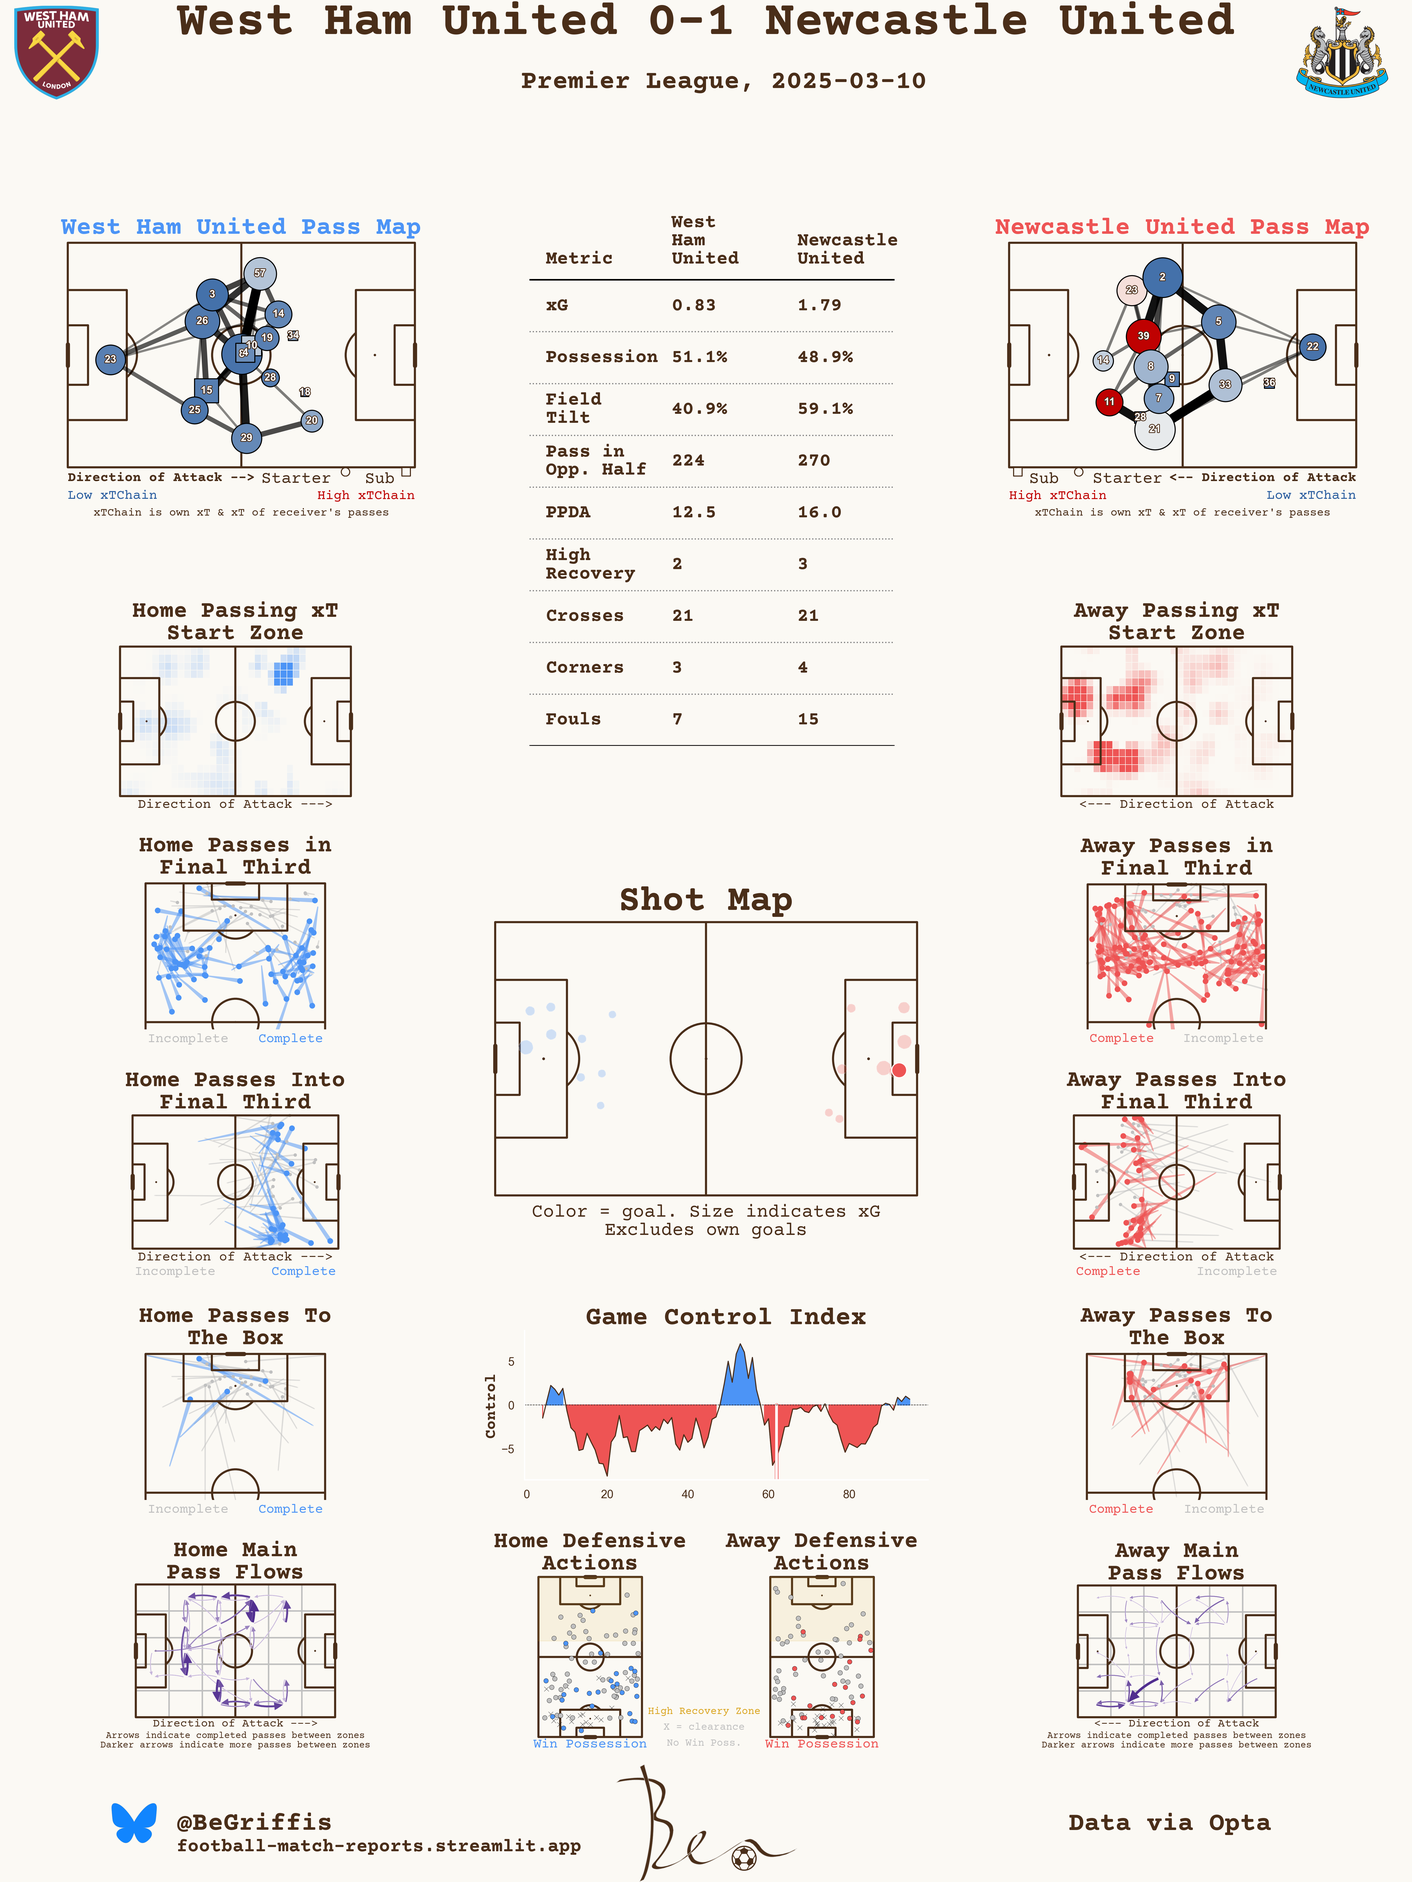 West Ham United 0-1 Newcastle United
Premier League, 2025-03-10
WEST HAM
UNITED
LONDON
NEWCASTLE UNITED
West Ham United Pass Map
57
3
14
26
34
19
10
23
28
15
18
25
20
29
Direction of Attack --> Starter Sub
Low xTChain High xTChain
xTChain is own xT & xT of receiver's passes
Metric West Ham United Newcastle United
xG 0.83 1.79
Possession 51.1% 48.9%
Field Tilt 40.9% 59.1%
Pass in Opp. Half 224 270
PPDA 12.5 16.0
High Recovery 2 3
Crosses 21 21
Corners 3 4
Fouls 7 15
Newcastle United Pass Map
2
23
5
39
22
14
8
9
33
36
11
7
28
21
Sub Starter <-- Direction of Attack
High xTChain Low xTChain
xTChain is own xT & xT of receiver's passes
Home Passing xT
Start Zone
Direction of Attack --->
Away Passing xT
Start Zone
<--- Direction of Attack
Home Passes in
Final Third
Incomplete Complete
Away Passes in
Final Third
Complete Incomplete
Shot Map
Color = goal. Size indicates xG
Excludes own goals
Home Passes Into
Final Third
Direction of Attack --->
Incomplete Complete
Away Passes Into
Final Third
<--- Direction of Attack
Complete Incomplete
Home Passes To
The Box
Incomplete Complete
Game Control Index
Control
5
0
−5
0 20 40 60 80
Away Passes To
The Box
Complete Incomplete
Home Main
Pass Flows
Direction of Attack --->
Arrows indicate completed passes between zones
Darker arrows indicate more passes between zones
Home Defensive
Actions
Win Possession
Away Defensive
Actions
Win Possession
High Recovery Zone
X = clearance
No Win Poss.
Away Main
Pass Flows
<--- Direction of Attack
Arrows indicate completed passes between zones
Darker arrows indicate more passes between zones
@BeGriffis
football-match-reports.streamlit.app
Ben
Data via Opta